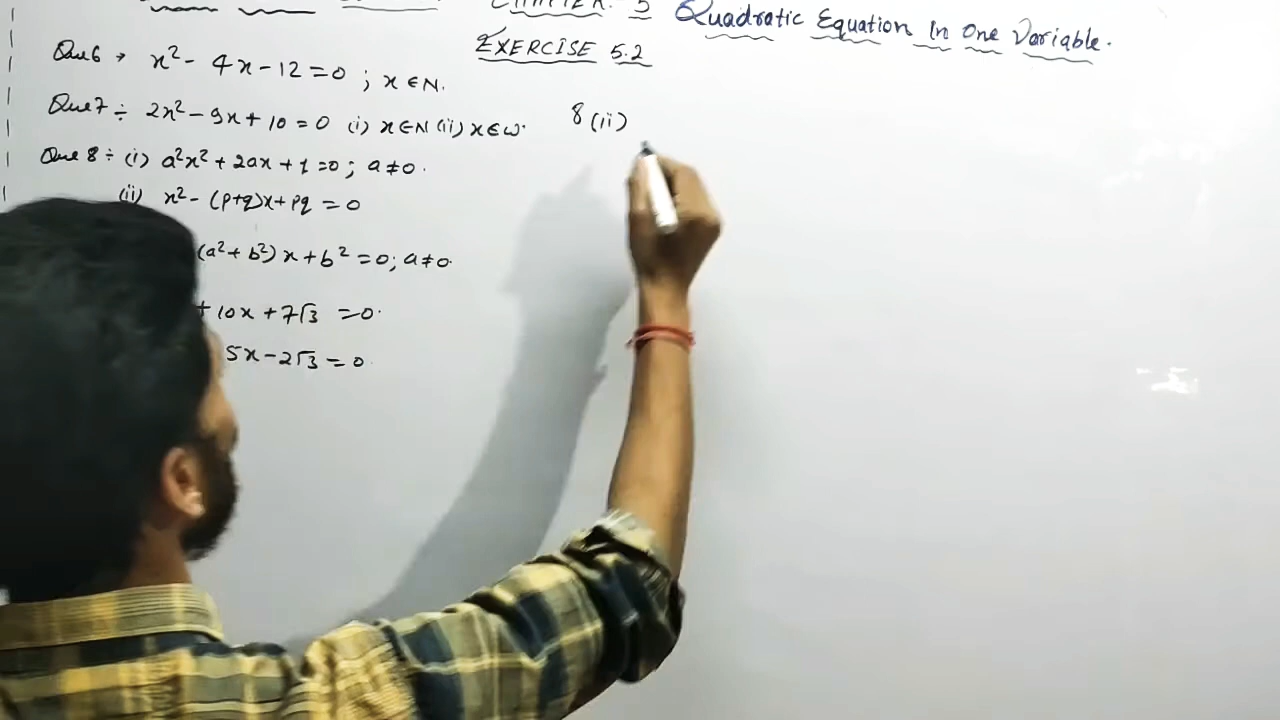 CHAPTER. 5 Quadratic Equation In One Variable.
EXERCISE 5.2
Que 6 → x² - 4x - 12 = 0 ; x ∈ N.
Que 7 ÷ 2x² - 9x + 10 = 0 (i) x ∈ N (ii) x ∈ W.
Que 8 ÷ (i) a²x² + 2ax + 1 = 0 ; a ≠ 0.
(ii) x² - (p+q)x + pq = 0
(a² + b²) x + b² = 0 ; a ≠ 0.
+ 10x + 7√3 = 0.
5x - 2√3 = 0.
8 (ii)